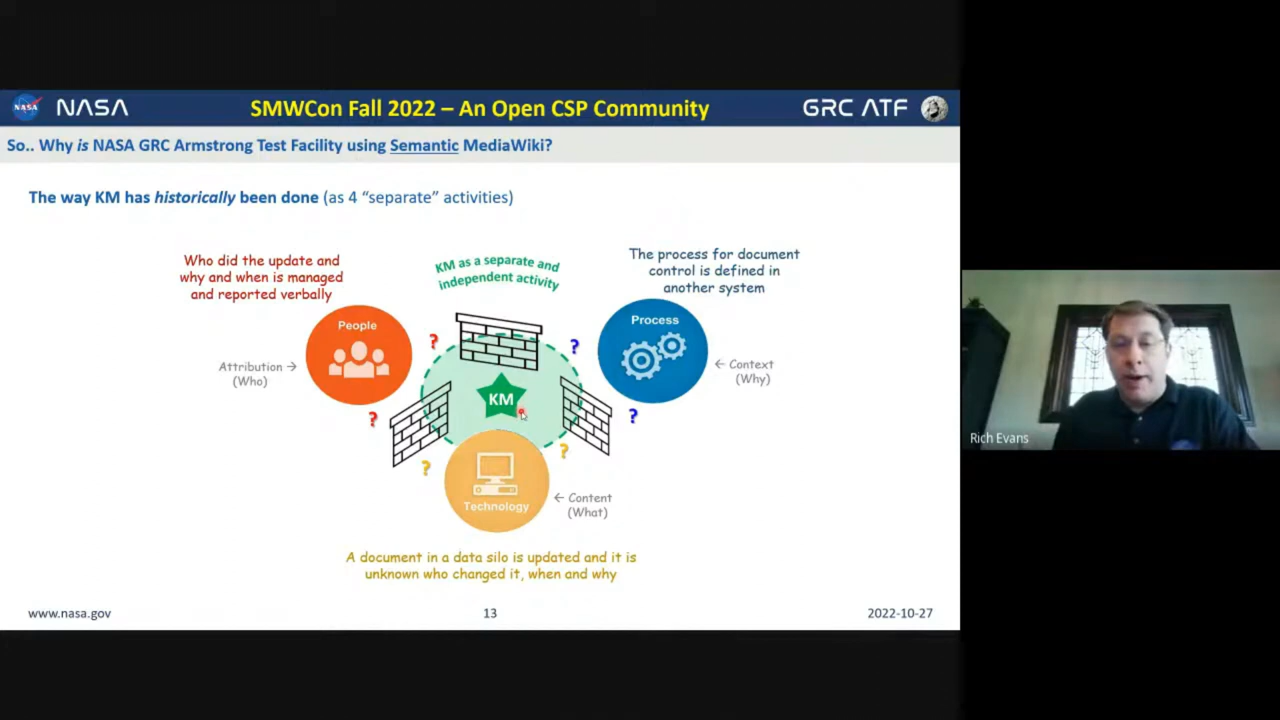 NASA NASA
SMWCon Fall 2022 – An Open CSP Community
GRC ATF
So.. Why is NASA GRC Armstrong Test Facility using Semantic MediaWiki?
The way KM has historically been done (as 4 “separate” activities)
Who did the update and
why and when is managed
and reported verbally
KM as a separate and
independent activity
The process for document
control is defined in
another system
People
Process
Attribution →
(Who)
← Context
(Why)
?
?
?
?
?
?
KM
Technology
← Content
(What)
A document in a data silo is updated and it is
unknown who changed it, when and why
www.nasa.gov
13
2022-10-27
Rich Evans